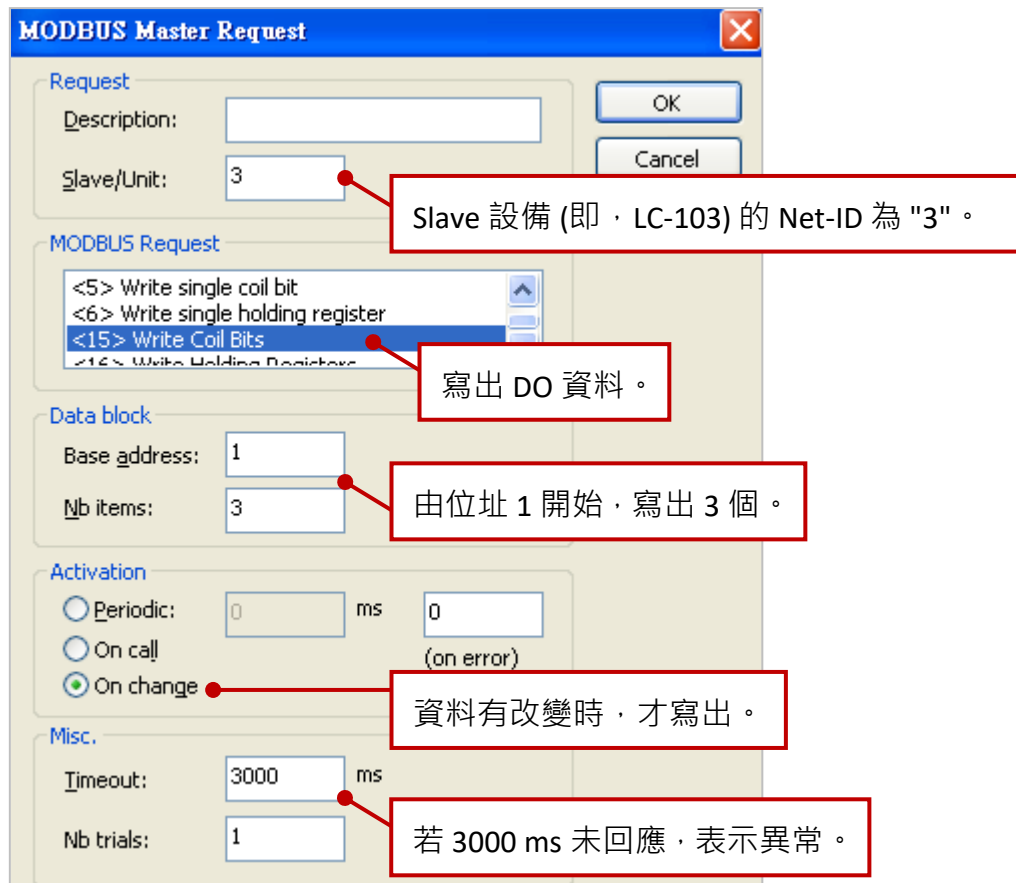 MODBUS Master Request
Request
OK
Description:
Cancel
Slave/Unit: 3
Slave 設備 (即，LC-103) 的 Net-ID 為 "3"。
MODBUS Request
<5> Write single coil bit
<6> Write single holding register
<15> Write Coil Bits
<16> Write Holding Registers
寫出 DO 資料。
Data block
Base address: 1
Nb items: 3
由位址 1 開始，寫出 3 個。
Activation
Periodic: 0 ms 0
On call (on error)
On change
資料有改變時，才寫出。
Misc.
Timeout: 3000 ms
Nb trials: 1
若 3000 ms 未回應，表示異常。